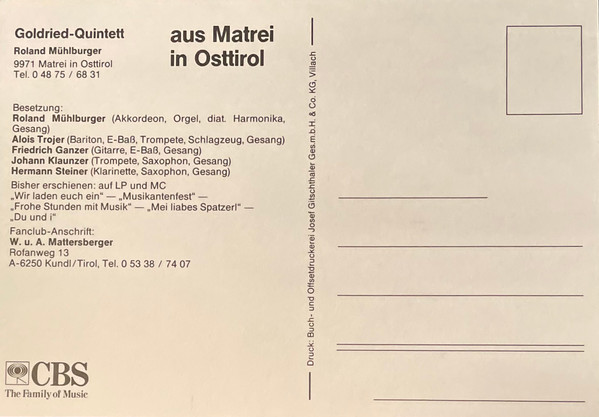 Goldried-Quintett
Roland Mühlburger
9971 Matrei in Osttirol
Tel. 0 48 75 / 68 31
aus Matrei
in Osttirol
Besetzung:
Roland Mühlburger (Akkordeon, Orgel, diat. Harmonika,
Gesang)
Alois Trojer (Bariton, E-Baß, Trompete, Schlagzeug, Gesang)
Friedrich Ganzer (Gitarre, E-Baß, Gesang)
Johann Klaunzer (Trompete, Saxophon, Gesang)
Hermann Steiner (Klarinette, Saxophon, Gesang)
Bisher erschienen: auf LP und MC
„Wir laden euch ein“ — „Musikantenfest“ —
„Frohe Stunden mit Musik“ — „Mei liabes Spatzerl“ —
„Du und i“
Fanclub-Anschrift:
W. u. A. Mattersberger
Rofanweg 13
A-6250 Kundl/Tirol, Tel. 0 53 38 / 74 07
CBS
The Family of Music
Druck: Buch- und Offsetdruckerei Josef Gitschthaler Ges.m.b.H. & Co. KG, Villach